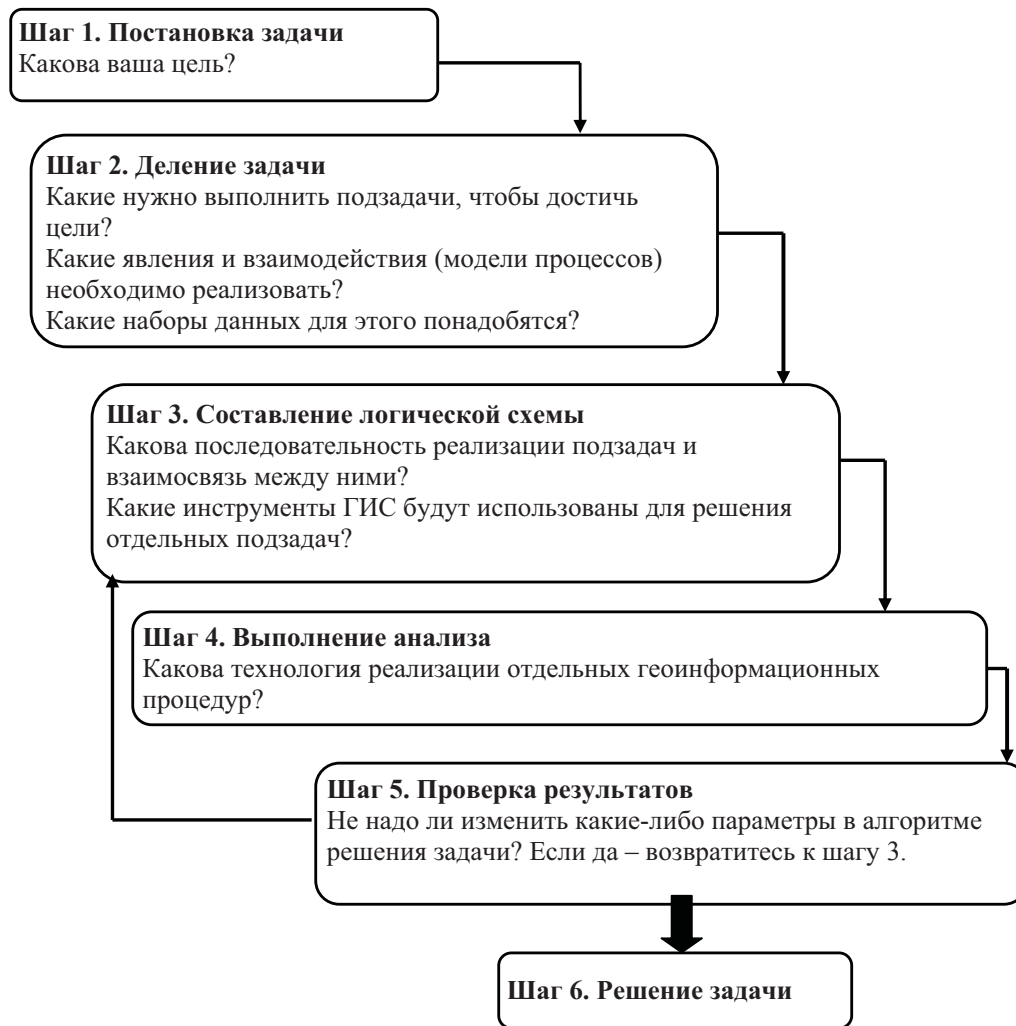 Шаг 1. Постановка задачи
Какова ваша цель?
Шаг 2. Деление задачи
Какие нужно выполнить подзадачи, чтобы достичь
цели?
Какие явления и взаимодействия (модели процессов)
необходимо реализовать?
Какие наборы данных для этого понадобятся?
Шаг 3. Составление логической схемы
Какова последовательность реализации подзадач и
взаимосвязь между ними?
Какие инструменты ГИС будут использованы для решения
отдельных подзадач?
Шаг 4. Выполнение анализа
Какова технология реализации отдельных геоинформационных
процедур?
Шаг 5. Проверка результатов
Не надо ли изменить какие-либо параметры в алгоритме
решения задачи? Если да – возвратитесь к шагу 3.
Шаг 6. Решение задачи